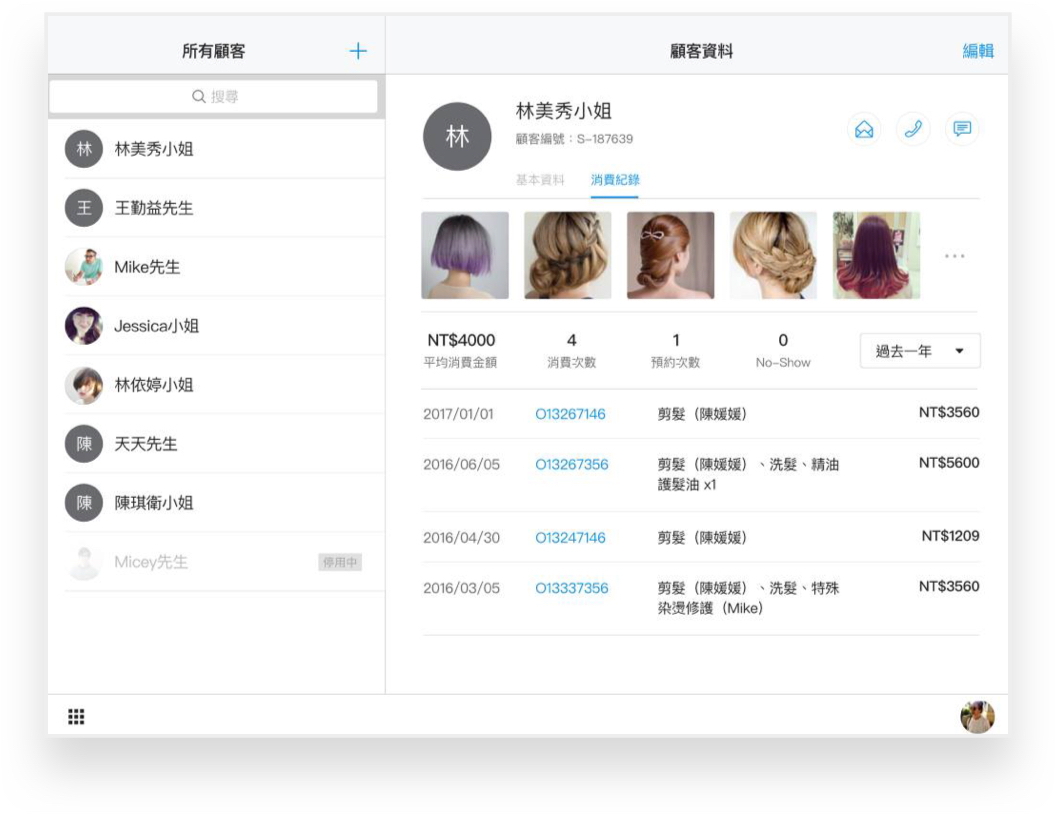 所有顧客
搜尋
林 林美秀小姐
王 王勤益先生
Mike先生
Jessica小姐
林依婷小姐
陳 天天先生
陳 陳琪衛小姐
Micey先生 停用中
顧客資料 編輯
林
林美秀小姐
顧客編號：S-187639
基本資料 消費紀錄
NT$4000 4 1 0
平均消費金額 消費次數 預約次數 No-Show
過去一年
2017/01/01 O13267146 剪髮（陳媛媛） NT$3560
2016/06/05 O13267356 剪髮（陳媛媛）、洗髮、精油 NT$5600
護髮油 x1
2016/04/30 O13247146 剪髮（陳媛媛） NT$1209
2016/03/05 O13337356 剪髮（陳媛媛）、洗髮、特殊 NT$3560
染燙修護（Mike）